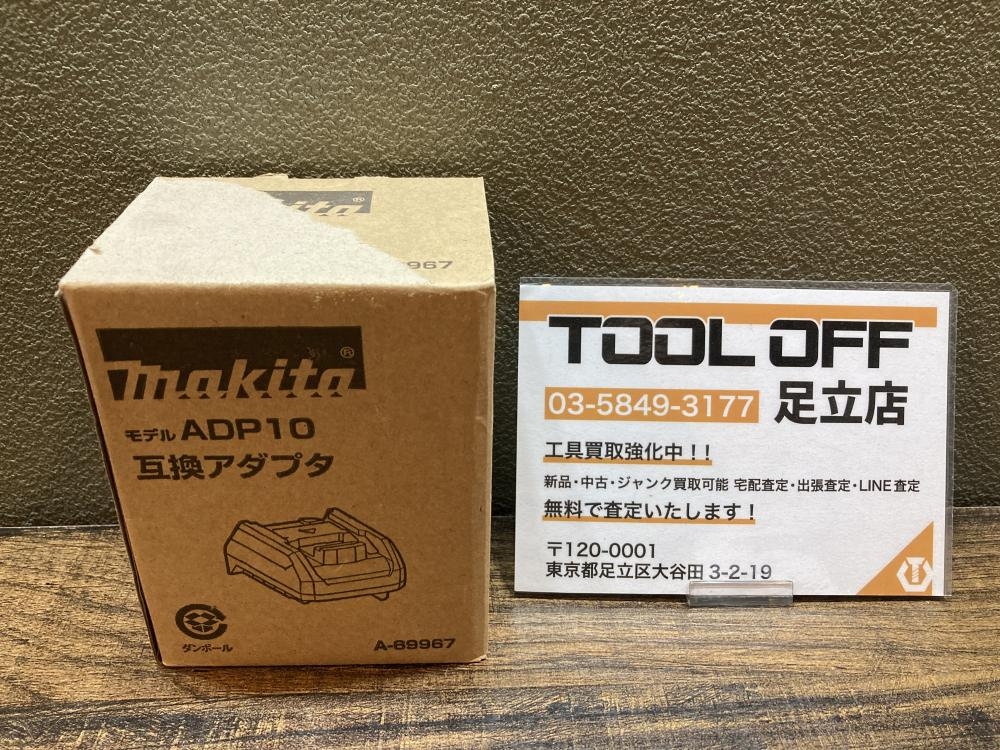 967
makita®
モデル ADP10
互換アダプタ
ダンボール
A-69967
TOOL OFF
03-5849-3177 足立店
工具買取強化中！！
新品・中古・ジャンク買取可能 宅配査定・出張査定・LINE査定
無料で査定いたします！
〒120-0001
東京都足立区大谷田 3-2-19